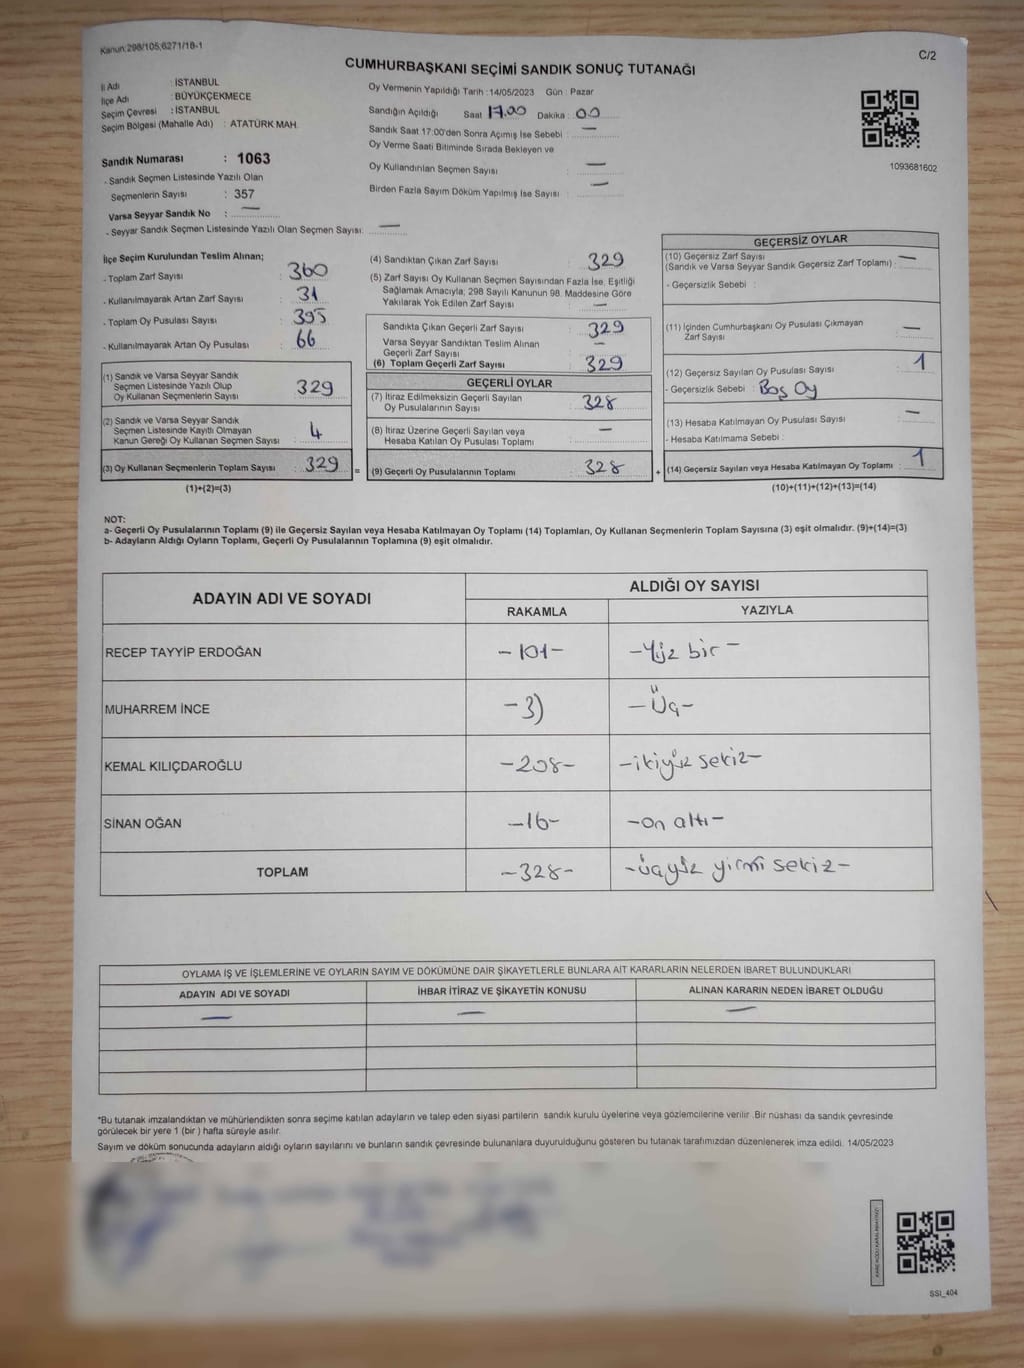 Kanun:298/105;6271/18-1
C/2
CUMHURBAŞKANI SEÇİMİ SANDIK SONUÇ TUTANAĞI
İl Adı : İSTANBUL
İlçe Adı : BÜYÜKÇEKMECE
Seçim Çevresi : İSTANBUL
Seçim Bölgesi (Mahalle Adı) : ATATÜRK MAH.
Sandık Numarası : 1063
- Sandık Seçmen Listesinde Yazılı Olan
Seçmenlerin Sayısı : 357
Varsa Seyyar Sandık No : —
- Seyyar Sandık Seçmen Listesinde Yazılı Olan Seçmen Sayısı: —
Oy Vermenin Yapıldığı Tarih :14/05/2023 Gün : Pazar
Sandığın Açıldığı Saat 17.00 Dakika : 00
Sandık Saat 17:00'den Sonra Açımış İse Sebebi : —
Oy Verme Saati Bitiminde Sırada Bekleyen ve
Oy Kullandırılan Seçmen Sayısı : —
Birden Fazla Sayım Döküm Yapılmış İse Sayısı : —
1093681602
İlçe Seçim Kurulundan Teslim Alınan;
- Toplam Zarf Sayısı : 360
- Kullanılmayarak Artan Zarf Sayısı : 31
- Toplam Oy Pusulası Sayısı : 395
- Kullanılmayarak Artan Oy Pusulası : 66
(1) Sandık ve Varsa Seyyar Sandık
Seçmen Listesinde Yazılı Olup
Oy Kullanan Seçmenlerin Sayısı : 329
(2) Sandık ve Varsa Seyyar Sandık
Seçmen Listesinde Kayıtlı Olmayan
Kanun Gereği Oy Kullanan Seçmen Sayısı : 4
(3) Oy Kullanan Seçmenlerin Toplam Sayısı : 329 =
(1)+(2)=(3)
(4) Sandıktan Çıkan Zarf Sayısı : 329
(5) Zarf Sayısı Oy Kullanan Seçmen Sayısından Fazla İse, Eşitliği
Sağlamak Amacıyla; 298 Sayılı Kanunun 98. Maddesine Göre
Yakılarak Yok Edilen Zarf Sayısı : —
Sandıkta Çıkan Geçerli Zarf Sayısı : 329
Varsa Seyyar Sandıktan Teslim Alınan
Geçerli Zarf Sayısı : —
(6) Toplam Geçerli Zarf Sayısı : 329
GEÇERLİ OYLAR
(7) İtiraz Edilmeksizin Geçerli Sayılan
Oy Pusulalarının Sayısı : 328
(8) İtiraz Üzerine Geçerli Sayılan veya
Hesaba Katılan Oy Pusulası Toplamı : —
(9) Geçerli Oy Pusulalarının Toplamı : 328 +
GEÇERSİZ OYLAR
(10) Geçersiz Zarf Sayısı
(Sandık ve Varsa Seyyar Sandık Geçersiz Zarf Toplamı) : —
- Geçersizlik Sebebi :
(11) İçinden Cumhurbaşkanı Oy Pusulası Çıkmayan
Zarf Sayısı : —
(12) Geçersiz Sayılan Oy Pusulası Sayısı : 1
- Geçersizlik Sebebi : Boş Oy
(13) Hesaba Katılmayan Oy Pusulası Sayısı : —
- Hesaba Katılmama Sebebi :
(14) Geçersiz Sayılan veya Hesaba Katılmayan Oy Toplamı : 1
(10)+(11)+(12)+(13)=(14)
NOT:
a- Geçerli Oy Pusulalarının Toplamı (9) ile Geçersiz Sayılan veya Hesaba Katılmayan Oy Toplamı (14) Toplamları, Oy Kullanan Seçmenlerin Toplam Sayısına (3) eşit olmalıdır. (9)+(14)=(3)
b- Adayların Aldığı Oyların Toplamı, Geçerli Oy Pusulalarının Toplamına (9) eşit olmalıdır.
ADAYIN ADI VE SOYADI
ALDIĞI OY SAYISI
RAKAMLA YAZIYLA
RECEP TAYYİP ERDOĞAN -101- -Yüz bir-
MUHARREM İNCE -3) -Üç-
KEMAL KILIÇDAROĞLU -208- -ikiyüz sekiz-
SİNAN OĞAN -16- -on altı-
TOPLAM -328- -üçyüz yirmi sekiz-
OYLAMA İŞ VE İŞLEMLERİNE VE OYLARIN SAYIM VE DÖKÜMÜNE DAİR ŞİKAYETLERLE BUNLARA AİT KARARLARIN NELERDEN İBARET BULUNDUKLARI
ADAYIN ADI VE SOYADI İHBAR İTİRAZ VE ŞİKAYETİN KONUSU ALINAN KARARIN NEDEN İBARET OLDUĞU
— — —
*Bu tutanak imzalandıktan ve mühürlendikten sonra seçime katılan adayların ve talep eden siyasi partilerin sandık kurulu üyelerine veya gözlemcilerine verilir .Bir nüshası da sandık çevresinde
görülecek bir yere 1 (bir ) hafta süreyle asılır.
Sayım ve döküm sonucunda adayların aldığı oyların sayılarını ve bunların sandık çevresinde bulunanlara duyurulduğunu gösteren bu tutanak tarafımızdan düzenlenerek imza edildi. 14/05/2023
SSI_404